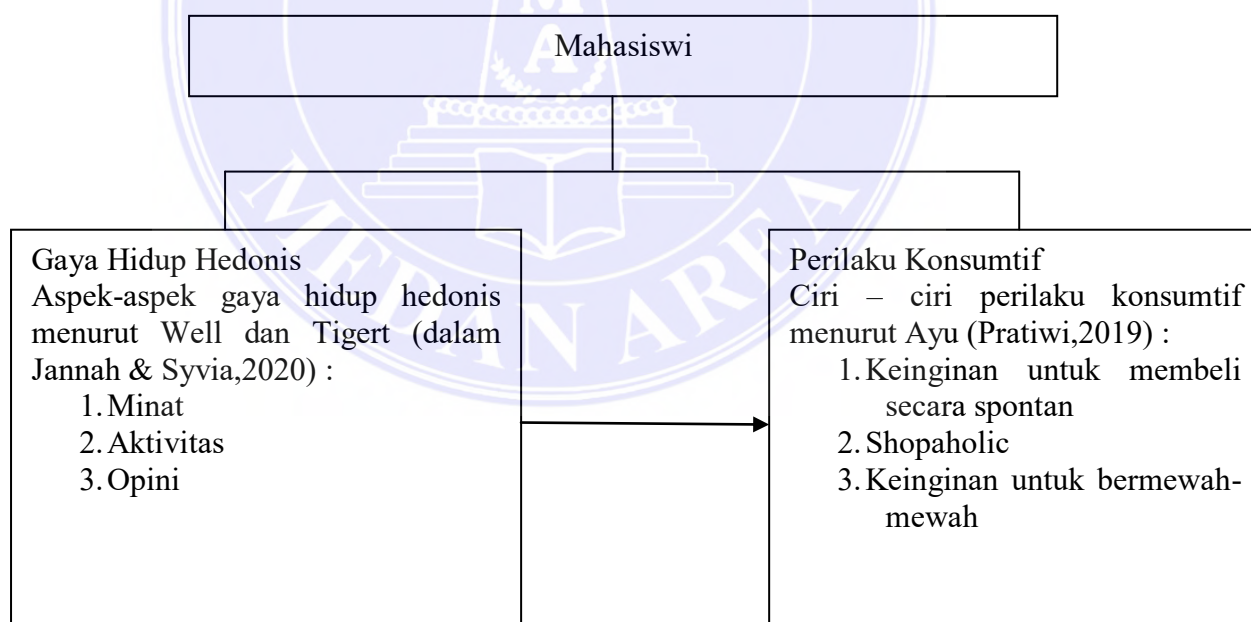 M
A
Mahasiswi
MEDAN AREA
Gaya Hidup Hedonis
Aspek-aspek gaya hidup hedonis
menurut Well dan Tigert (dalam
Jannah & Syvia,2020) :
1. Minat
2. Aktivitas
3. Opini
Perilaku Konsumtif
Ciri – ciri perilaku konsumtif
menurut Ayu (Pratiwi,2019) :
1. Keinginan untuk membeli
secara spontan
2. Shopaholic
3. Keinginan untuk bermewah-
mewah